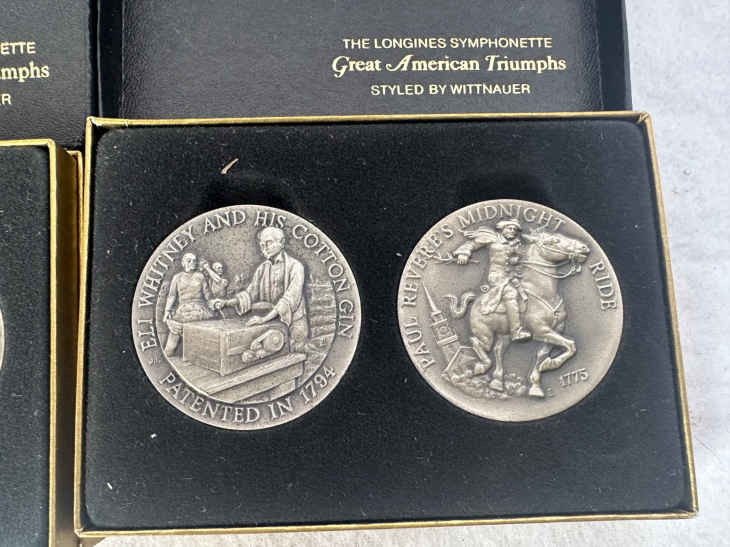 ETTE
mphs
ER
THE LONGINES SYMPHONETTE
Great American Triumphs
STYLED BY WITTNAUER
ELI WHITNEY AND HIS COTTON GIN
PATENTED IN 1794
PAUL REVERE'S MIDNIGHT RIDE
1775